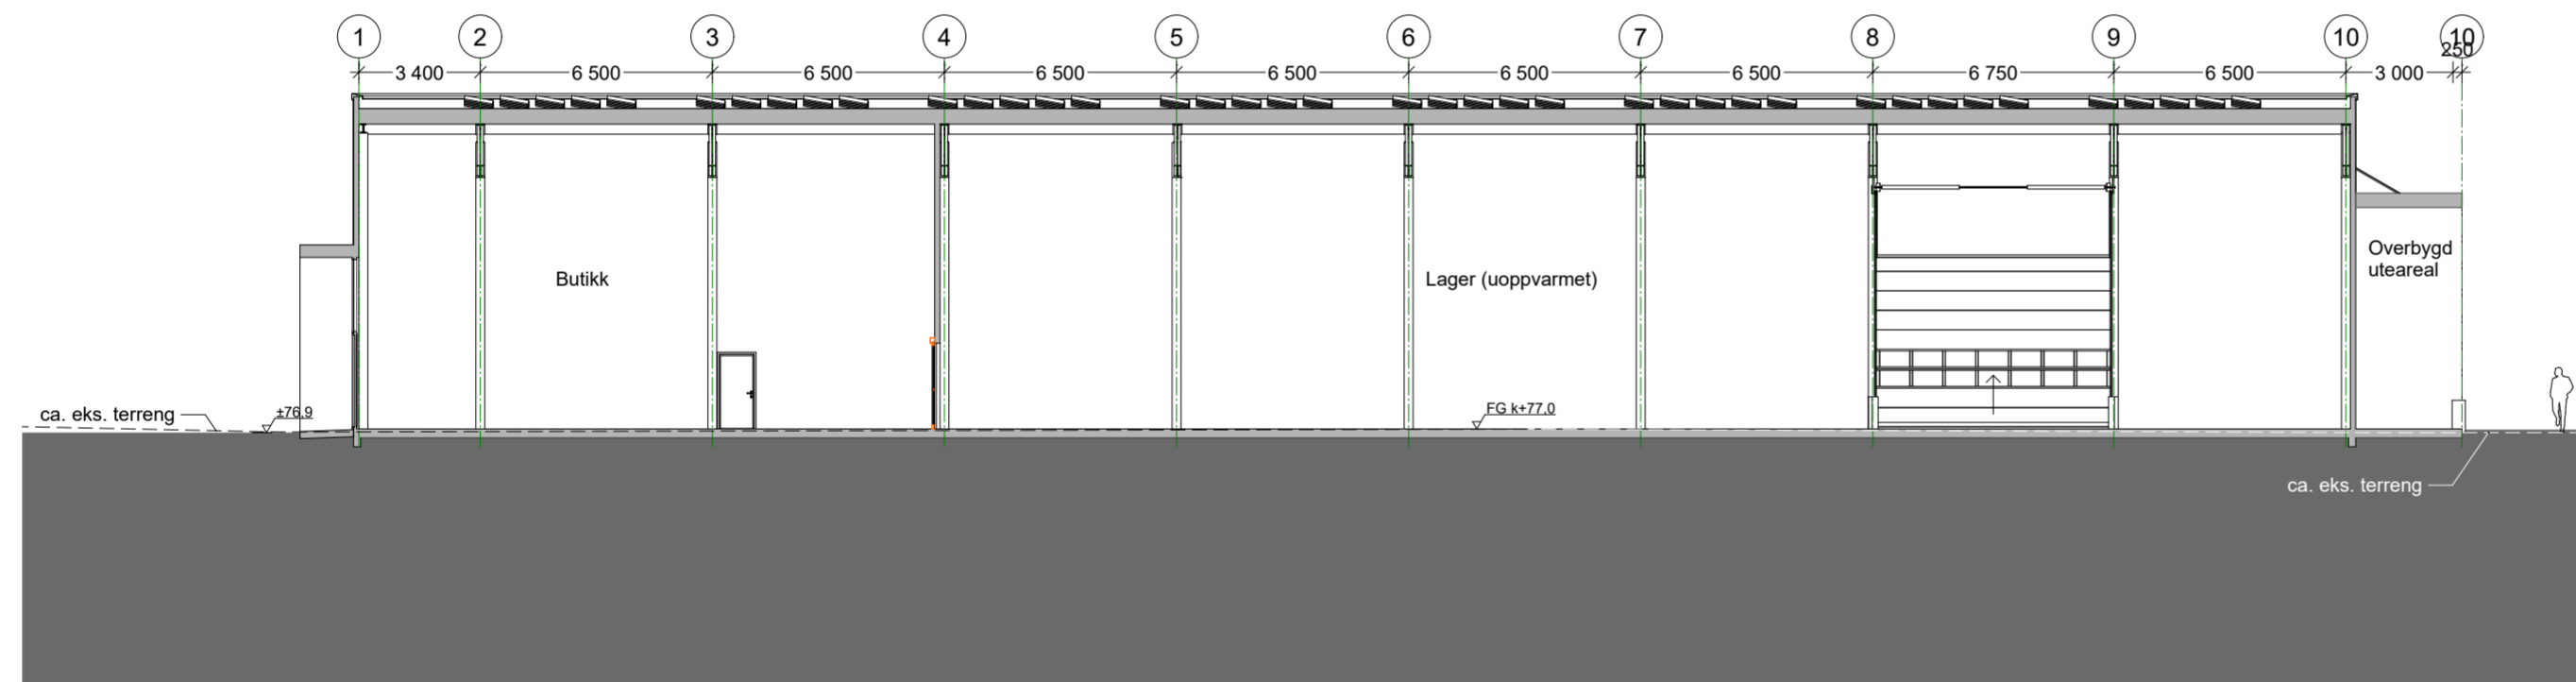 1 2 3 4 5 6 7 8 9 10 10
250
3 400 6 500 6 500 6 500 6 500 6 500 6 500 6 750 6 500 3 000
Butikk
Lager (uoppvarmet)
Overbygd
uteareal
ca. eks. terreng
±76,9
FG k+77,0
ca. eks. terreng